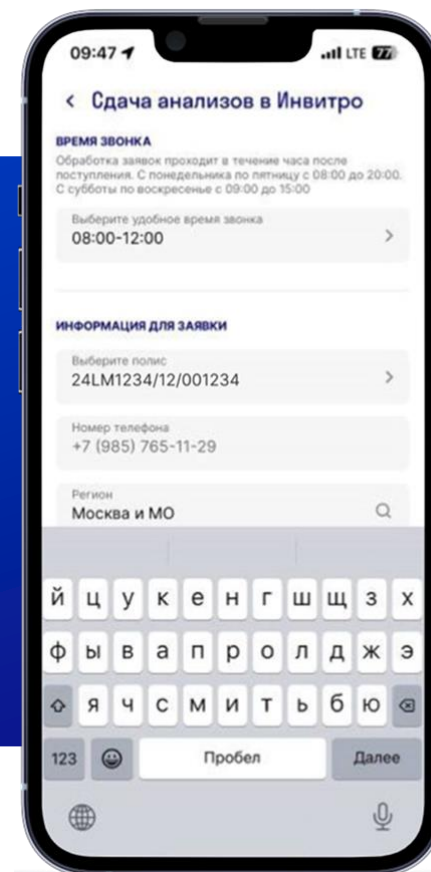 09:47
LTE 77
Сдача анализов в Инвитро
ВРЕМЯ ЗВОНКА
Обработка заявок проходит в течение часа после
поступления. С понедельника по пятницу с 08:00 до 20:00.
С субботы по воскресенье с 09:00 до 15:00
Выберите удобное время звонка
08:00-12:00
ИНФОРМАЦИЯ ДЛЯ ЗАЯВКИ
Выберите полис
24LM1234/12/001234
Номер телефона
+7 (985) 765-11-29
Регион
Москва и МО
й ц у к е н г ш щ з х
ф ы в а п р о л д ж э
я ч с м и т ь б ю
123 Пробел Далее